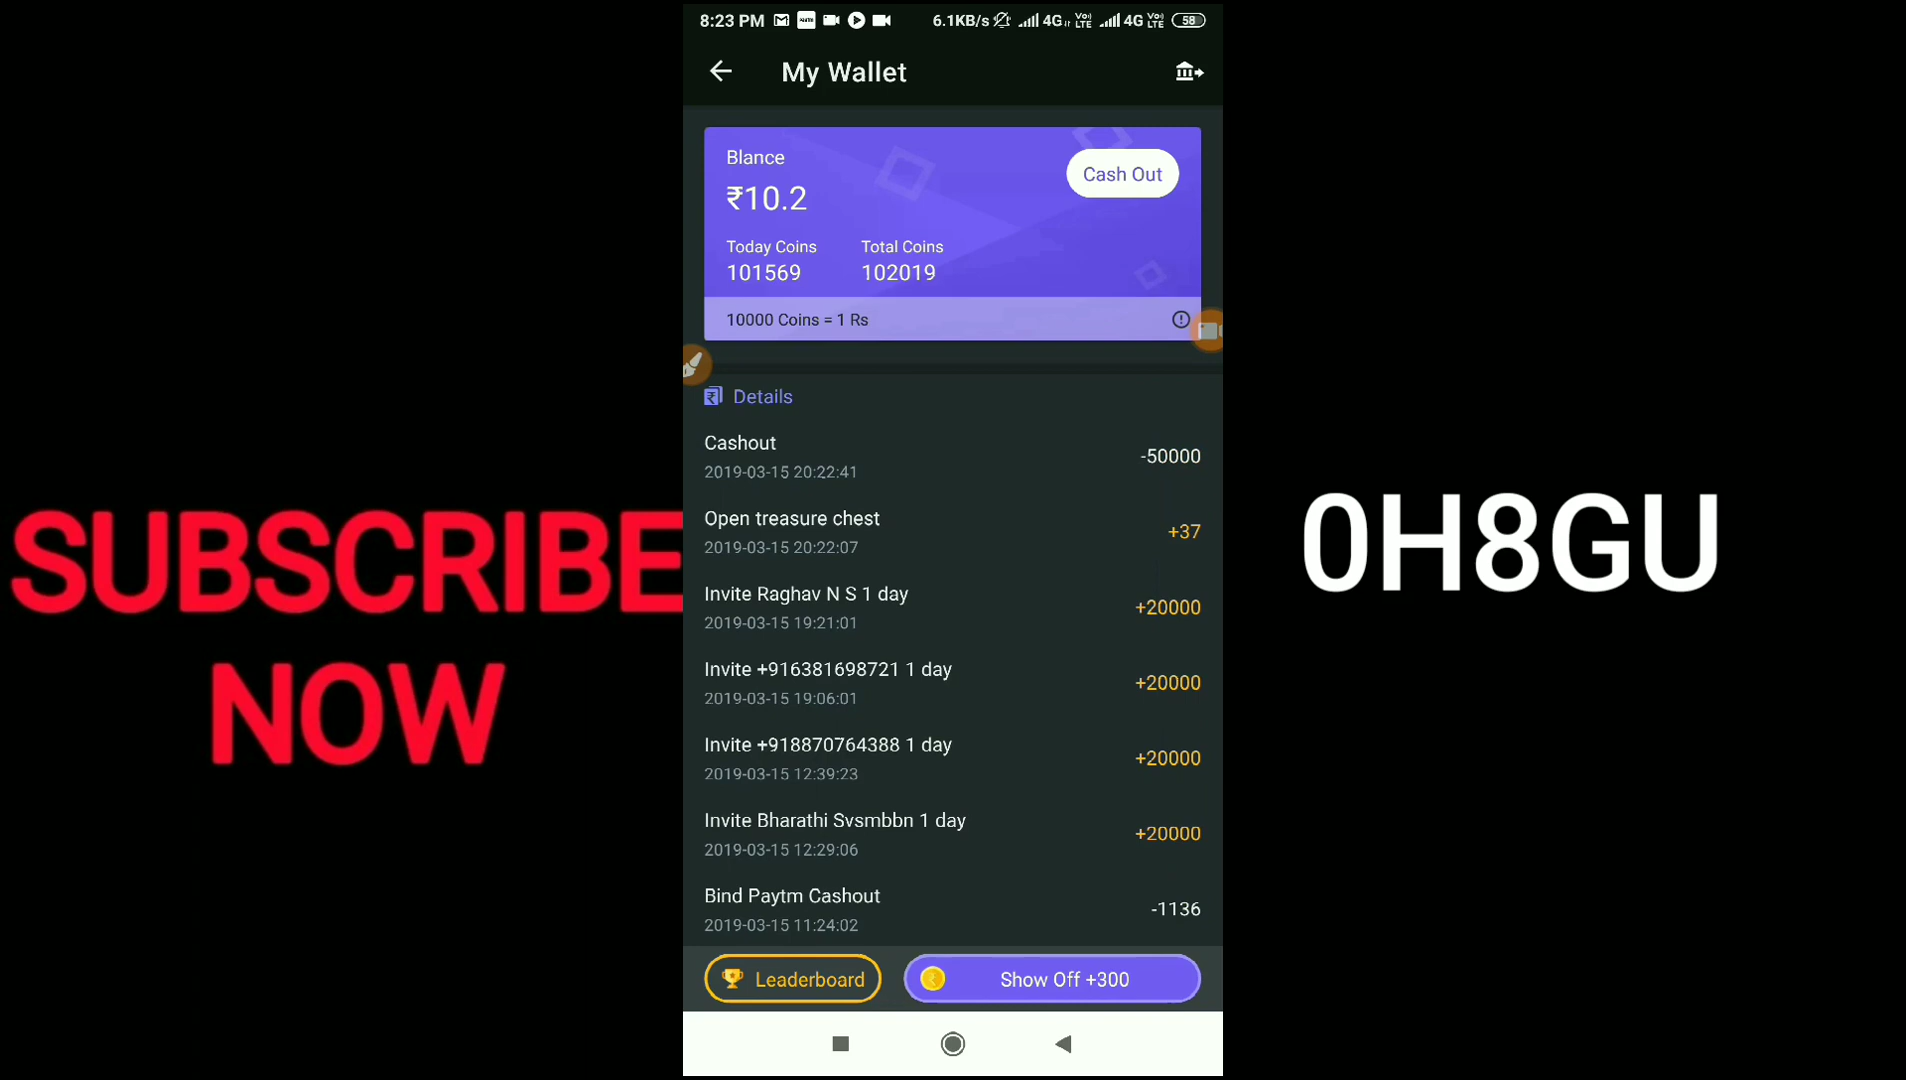 8:23 PM 6.1KB/s 4G VoLTE 4G VoLTE 58
My Wallet
Blance
Cash Out
₹10.2
Today Coins Total Coins
101569 102019
10000 Coins = 1 Rs
Details
Cashout
-50000
2019-03-15 20:22:41
Open treasure chest
+37
2019-03-15 20:22:07
Invite Raghav N S 1 day
+20000
2019-03-15 19:21:01
Invite +916381698721 1 day
+20000
2019-03-15 19:06:01
Invite +918870764388 1 day
+20000
2019-03-15 12:39:23
Invite Bharathi Svsmbbn 1 day
+20000
2019-03-15 12:29:06
Bind Paytm Cashout
-1136
2019-03-15 11:24:02
Leaderboard
Show Off +300
SUBSCRIBE
NOW
0H8GU